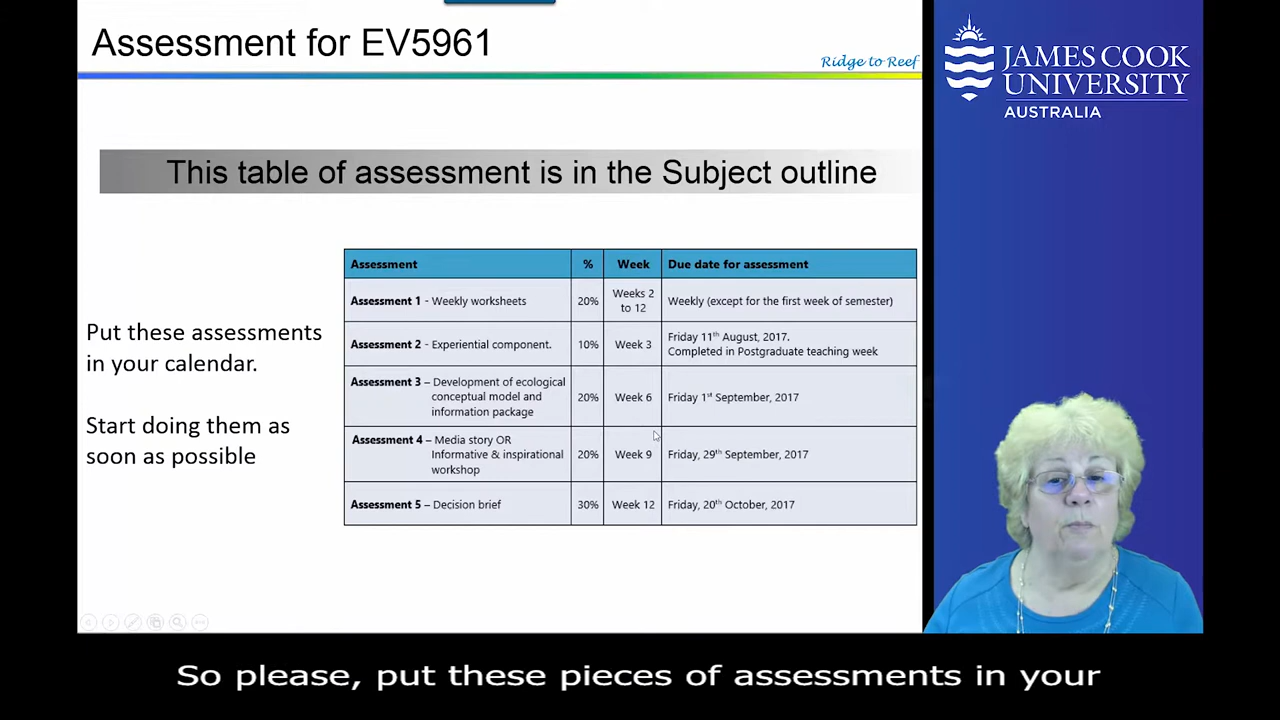 Assessment for EV5961
Ridge to Reef
JAMES COOK
UNIVERSITY
AUSTRALIA
This table of assessment is in the Subject outline
Put these assessments
in your calendar.
Start doing them as
soon as possible
Assessment % Week Due date for assessment
Assessment 1 - Weekly worksheets 20% Weeks 2 to 12 Weekly (except for the first week of semester)
Assessment 2 - Experiential component. 10% Week 3 Friday 11th August, 2017. Completed in Postgraduate teaching week
Assessment 3 – Development of ecological conceptual model and information package 20% Week 6 Friday 1st September, 2017
Assessment 4 – Media story OR Informative & inspirational workshop 20% Week 9 Friday, 29th September, 2017
Assessment 5 – Decision brief 30% Week 12 Friday, 20th October, 2017
So please, put these pieces of assessments in your